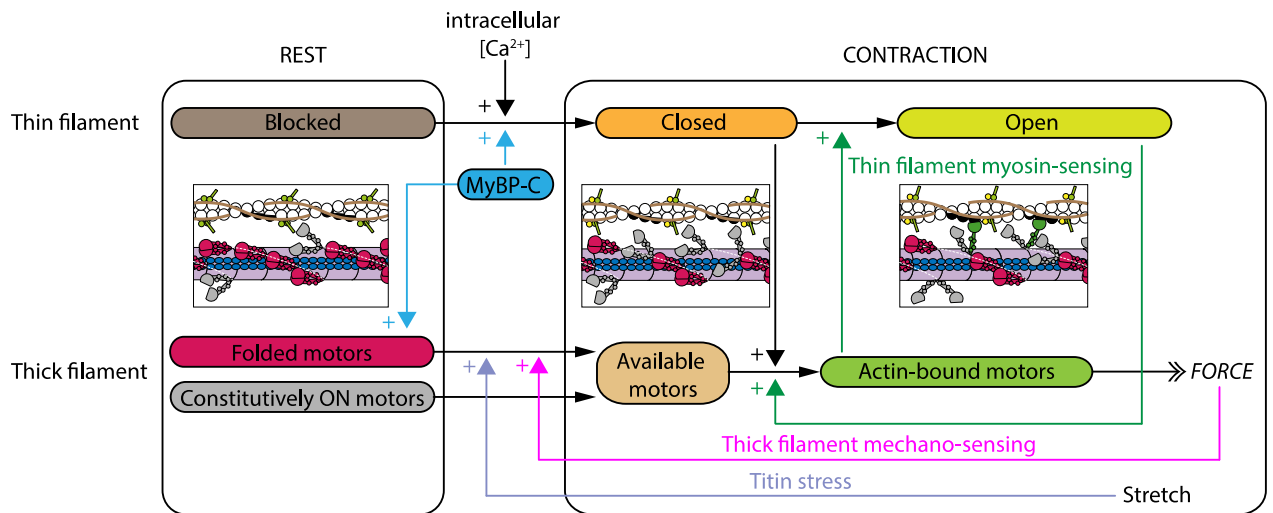 intracellular
[Ca²⁺]
REST
CONTRACTION
+
Thin filament
Blocked
Closed
Open
+
+
Thin filament myosin-sensing
MyBP-C
+
Folded motors
Thick filament
+
+
Available
motors
+
Actin-bound motors
FORCE
+
Constitutively ON motors
Thick filament mechano-sensing
Titin stress
Stretch